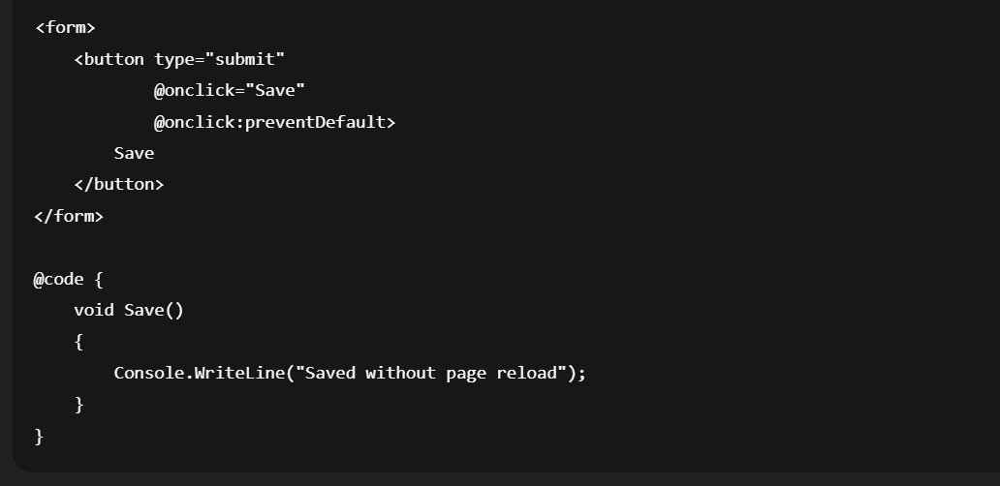 <form>
    <button type="submit"
            @onclick="Save"
            @onclick:preventDefault>
        Save
    </button>
</form>

@code {
    void Save()
    {
        Console.WriteLine("Saved without page reload");
    }
}